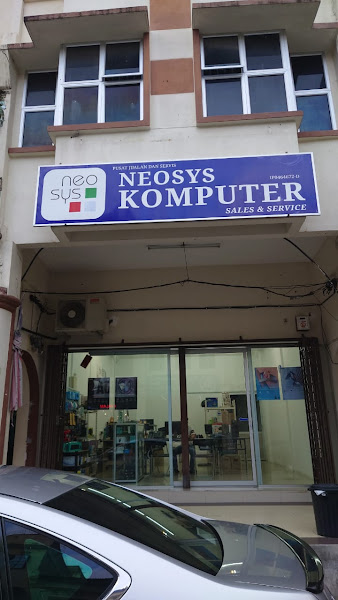 neo
sys
PUSAT JUALAN DAN SERVIS
NEOSYS
KOMPUTER
SALES & SERVICE